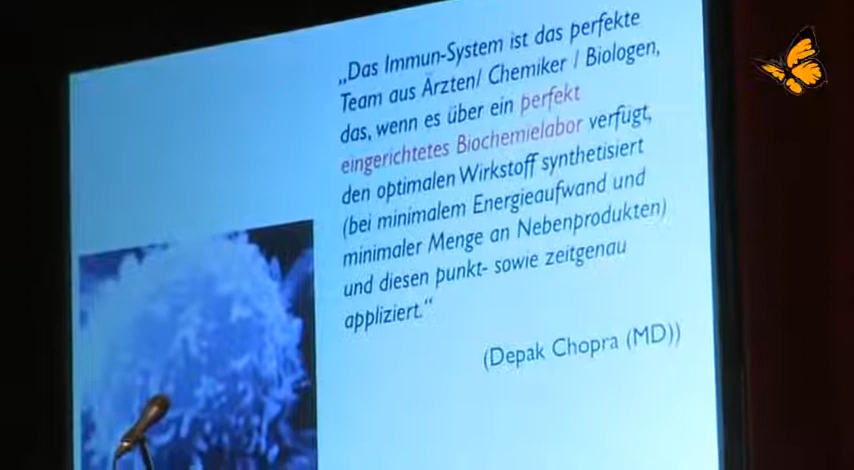 „Das Immun-System ist das perfekte
Team aus Ärzten/ Chemiker / Biologen,
das, wenn es über ein perfekt
eingerichtetes Biochemielabor verfügt,
den optimalen Wirkstoff synthetisiert
(bei minimalem Energieaufwand und
minimaler Menge an Nebenprodukten)
und diesen punkt- sowie zeitgenau
appliziert.“
(Depak Chopra (MD))